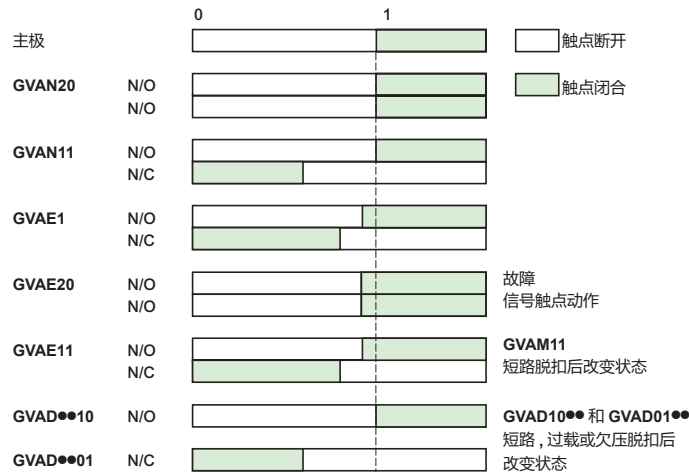 0 1
主极 触点断开
GVAN20 N/O 触点闭合
N/O
GVAN11 N/O
N/C
GVAE1 N/O
N/C
GVAE20 N/O 故障
N/O 信号触点动作
GVAE11 N/O GVAM11
N/C 短路脱扣后改变状态
GVAD●●10 N/O GVAD10●● 和 GVAD01●●
短路 , 过载或欠压脱扣后
GVAD●●01 N/C 改变状态